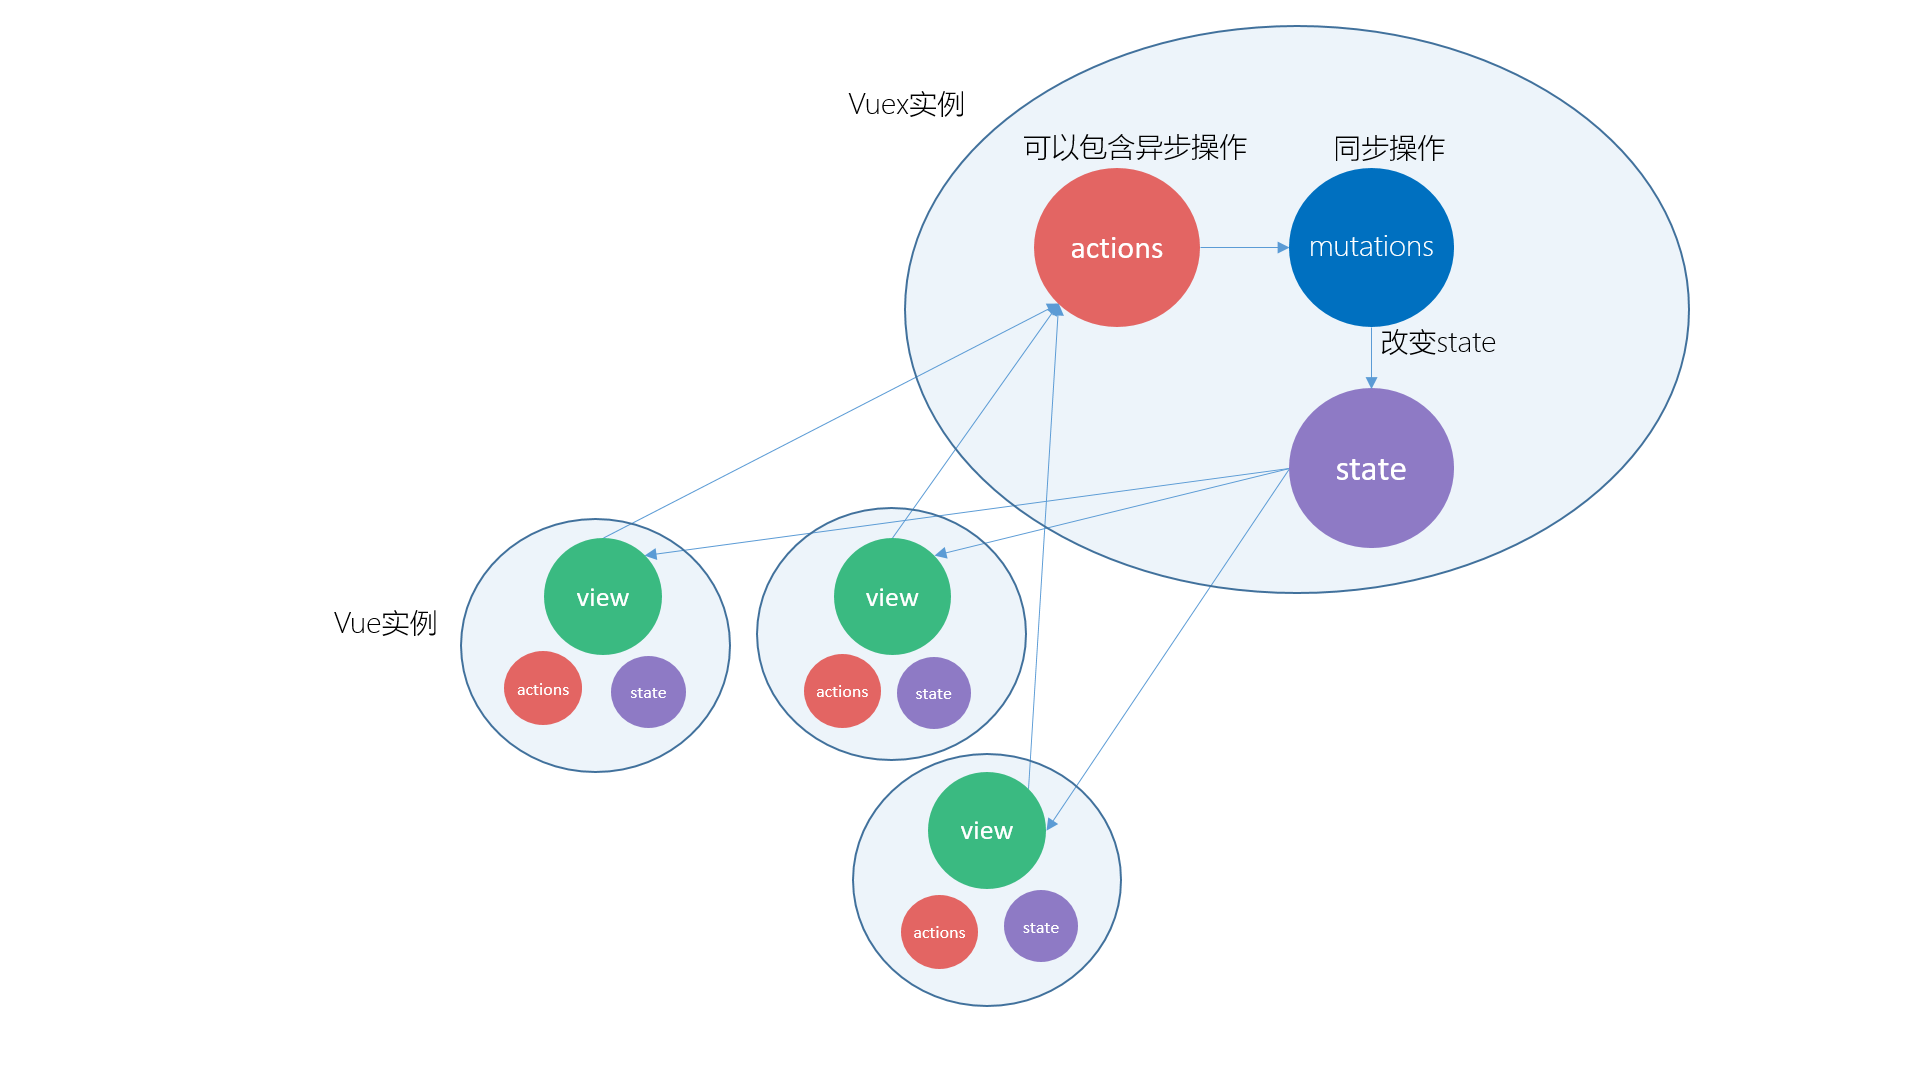 Vuex实例
可以包含异步操作
同步操作
actions
mutations
改变state
state
Vue实例
view
actions
state
view
actions
state
view
actions
state